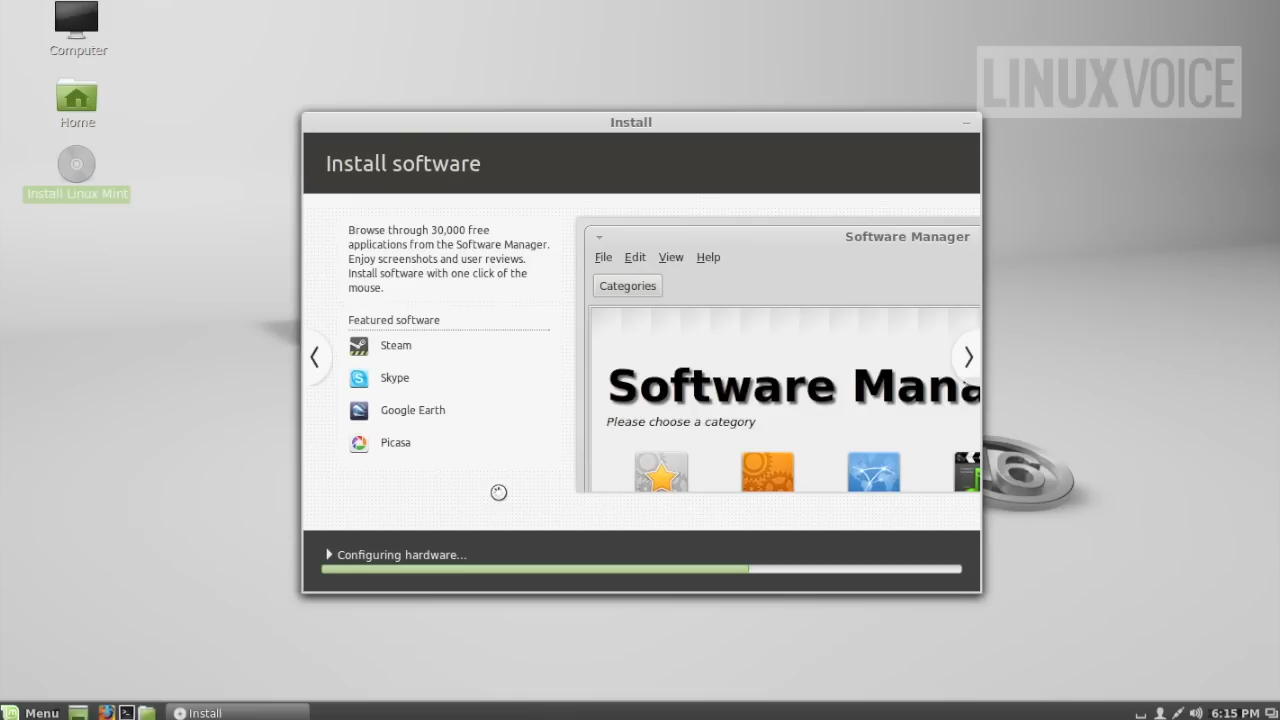 Computer
Home
Install Linux Mint
LINUXVOICE
Install
Install software
Browse through 30,000 free
applications from the Software Manager.
Enjoy screenshots and user reviews.
Install software with one click of the
mouse.
Featured software
Steam
Skype
Google Earth
Picasa
Software Manager
File Edit View Help
Categories
Software Mana
Please choose a category
Configuring hardware...
Menu
Install
6:15 PM